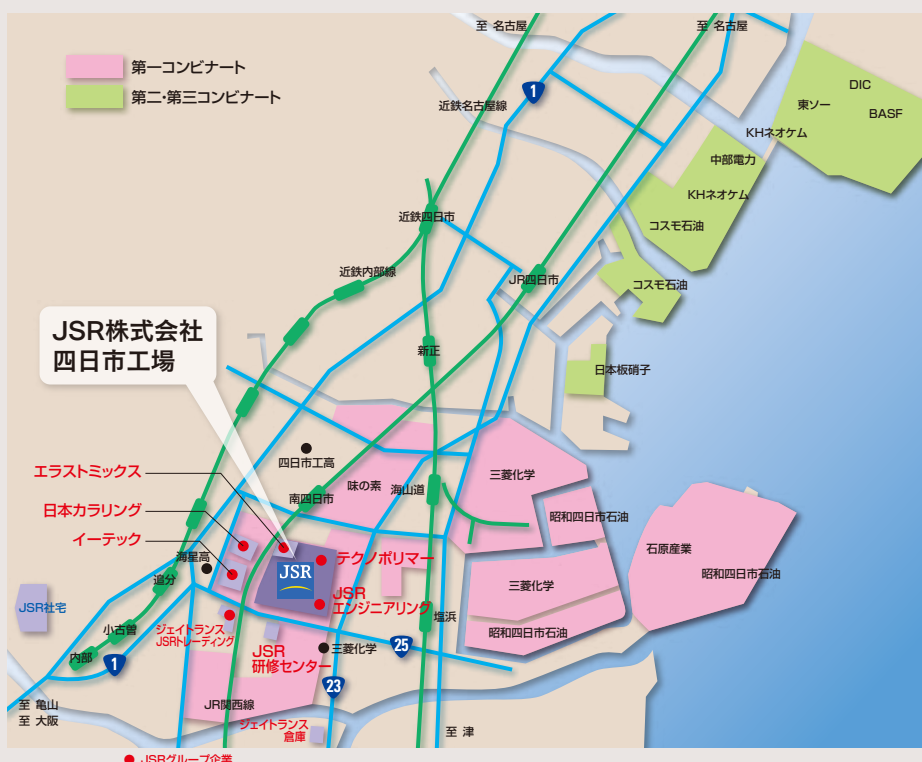 至 名古屋
至 名古屋
第一コンビナート
第二・第三コンビナート
1
近鉄名古屋線
DIC
東ソー
BASF
KHネオケム
中部電力
KHネオケム
近鉄四日市
コスモ石油
近鉄内部線
JR四日市
コスモ石油
JSR株式会社
四日市工場
新正
日本板硝子
四日市工高
三菱化学
エラストミックス
味の素
海山道
南四日市
日本カラリング
昭和四日市石油
イーテック
海星高
テクノポリマー
石原産業
JSR
昭和四日市石油
追分
三菱化学
JSR社宅
JSR
エンジニアリング
塩浜
小古曽
ジェイトランス
JSRトレーディング
昭和四日市石油
内部
1
JSR
研修センター
三菱化学
25
23
至 亀山
至 大阪
JR関西線
ジェイトランス
倉庫
至 津
JSRグループ企業